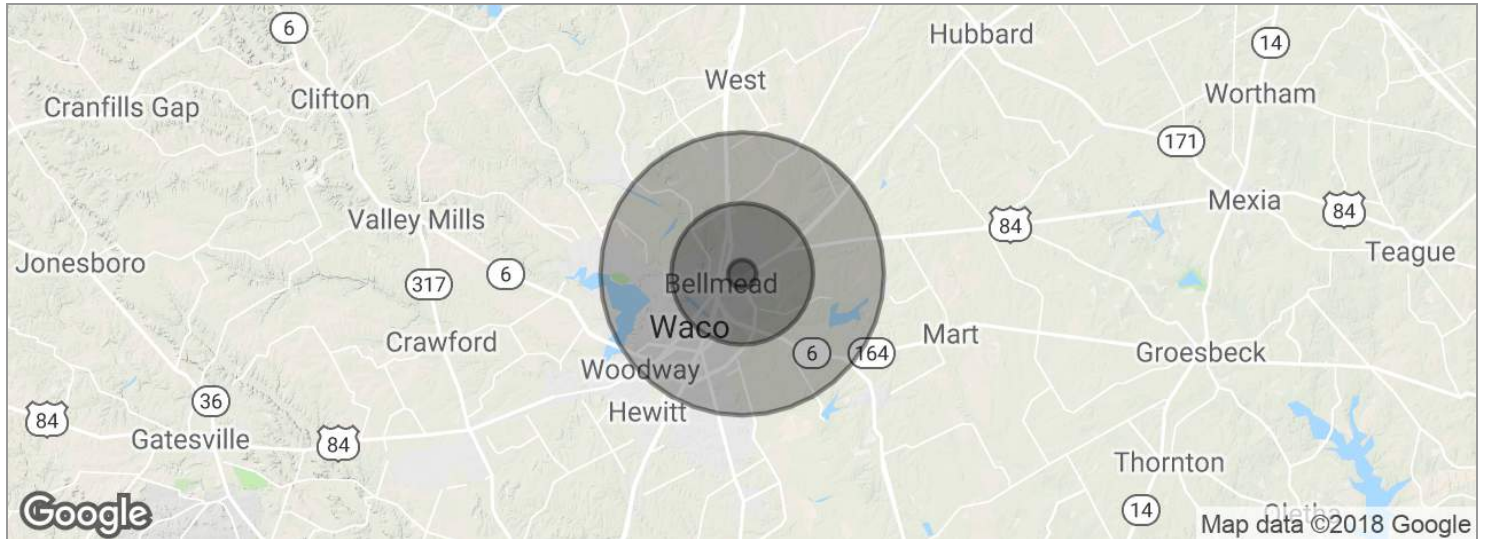 6
Hubbard
14
West
Clifton
Cranfills Gap
Wortham
171
Valley Mills
84
Mexia
84
Teague
Jonesboro
317
6
Bellmead
Waco
Crawford
6
164
Mart
Groesbeck
Woodway
36
Hewitt
84
Gatesville
84
Thornton
14
Oletha
Google
Map data ©2018 Google